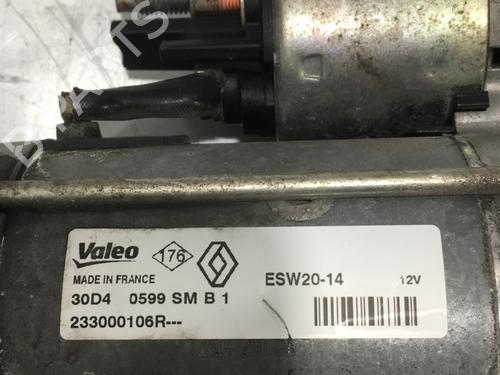 Valeo 176 ESW20-14 12V
MADE IN FRANCE
30D4 0599 SM B 1
233000106R---